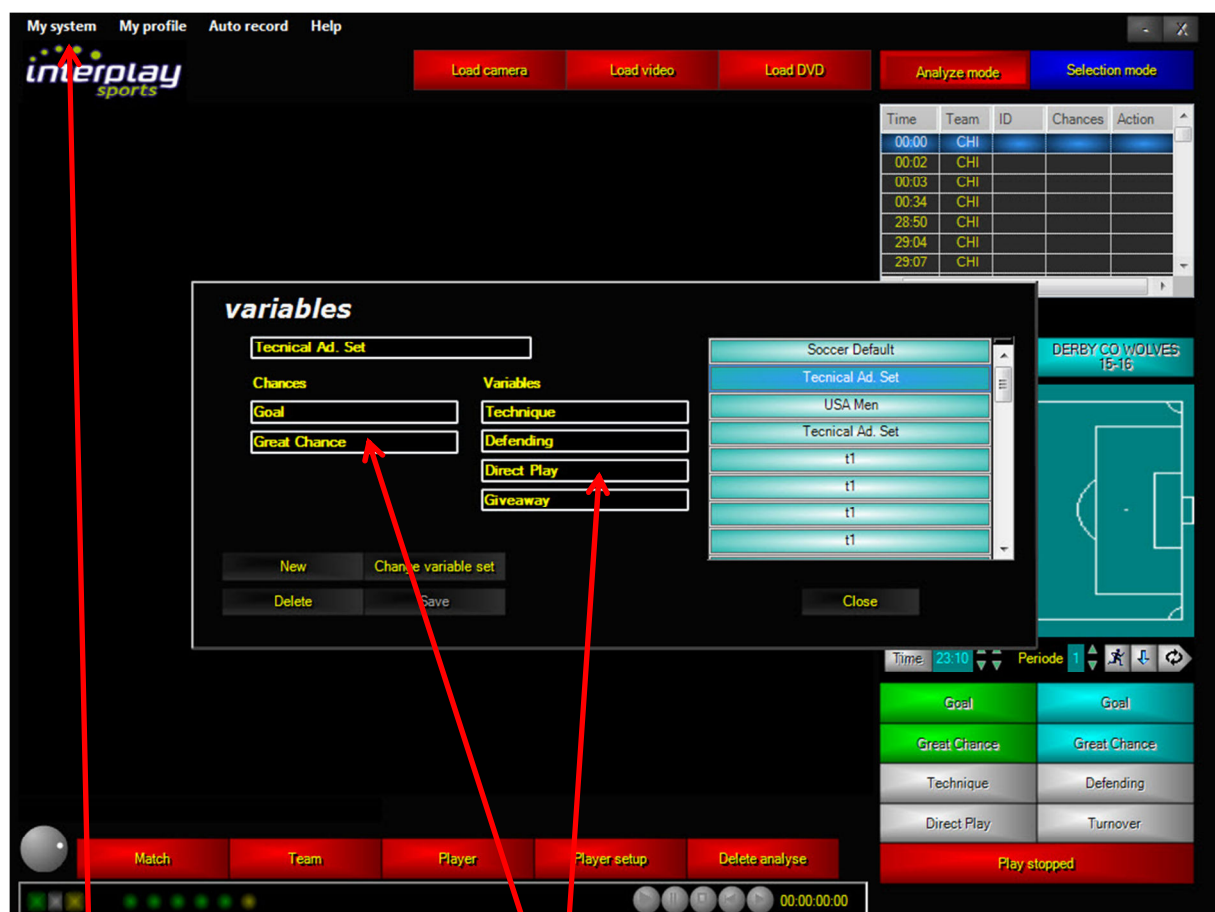 My system My profile Auto record Help
- X
interplay
sports
Load camera Load video Load DVD Analyze mode Selection mode
Time Team ID Chances Action
00:00 CHI
00:02 CHI
00:03 CHI
00:34 CHI
28:50 CHI
29:04 CHI
29:07 CHI
variables
Tecnical Ad. Set
Chances Variables
Goal Technique
Great Chance Defending
Direct Play
Giveaway
Soccer Default
Tecnical Ad. Set
USA Men
Tecnical Ad. Set
t1
t1
t1
t1
New Change variable set
Delete Save
Close
DERBY CO WOLVES
15-16
Time 23:10 Periode 1
Goal Goal
Great Chance Great Chance
Technique Defending
Direct Play Turnover
Match Team Player Player setup Delete analyse Play stopped
00:00:00:00